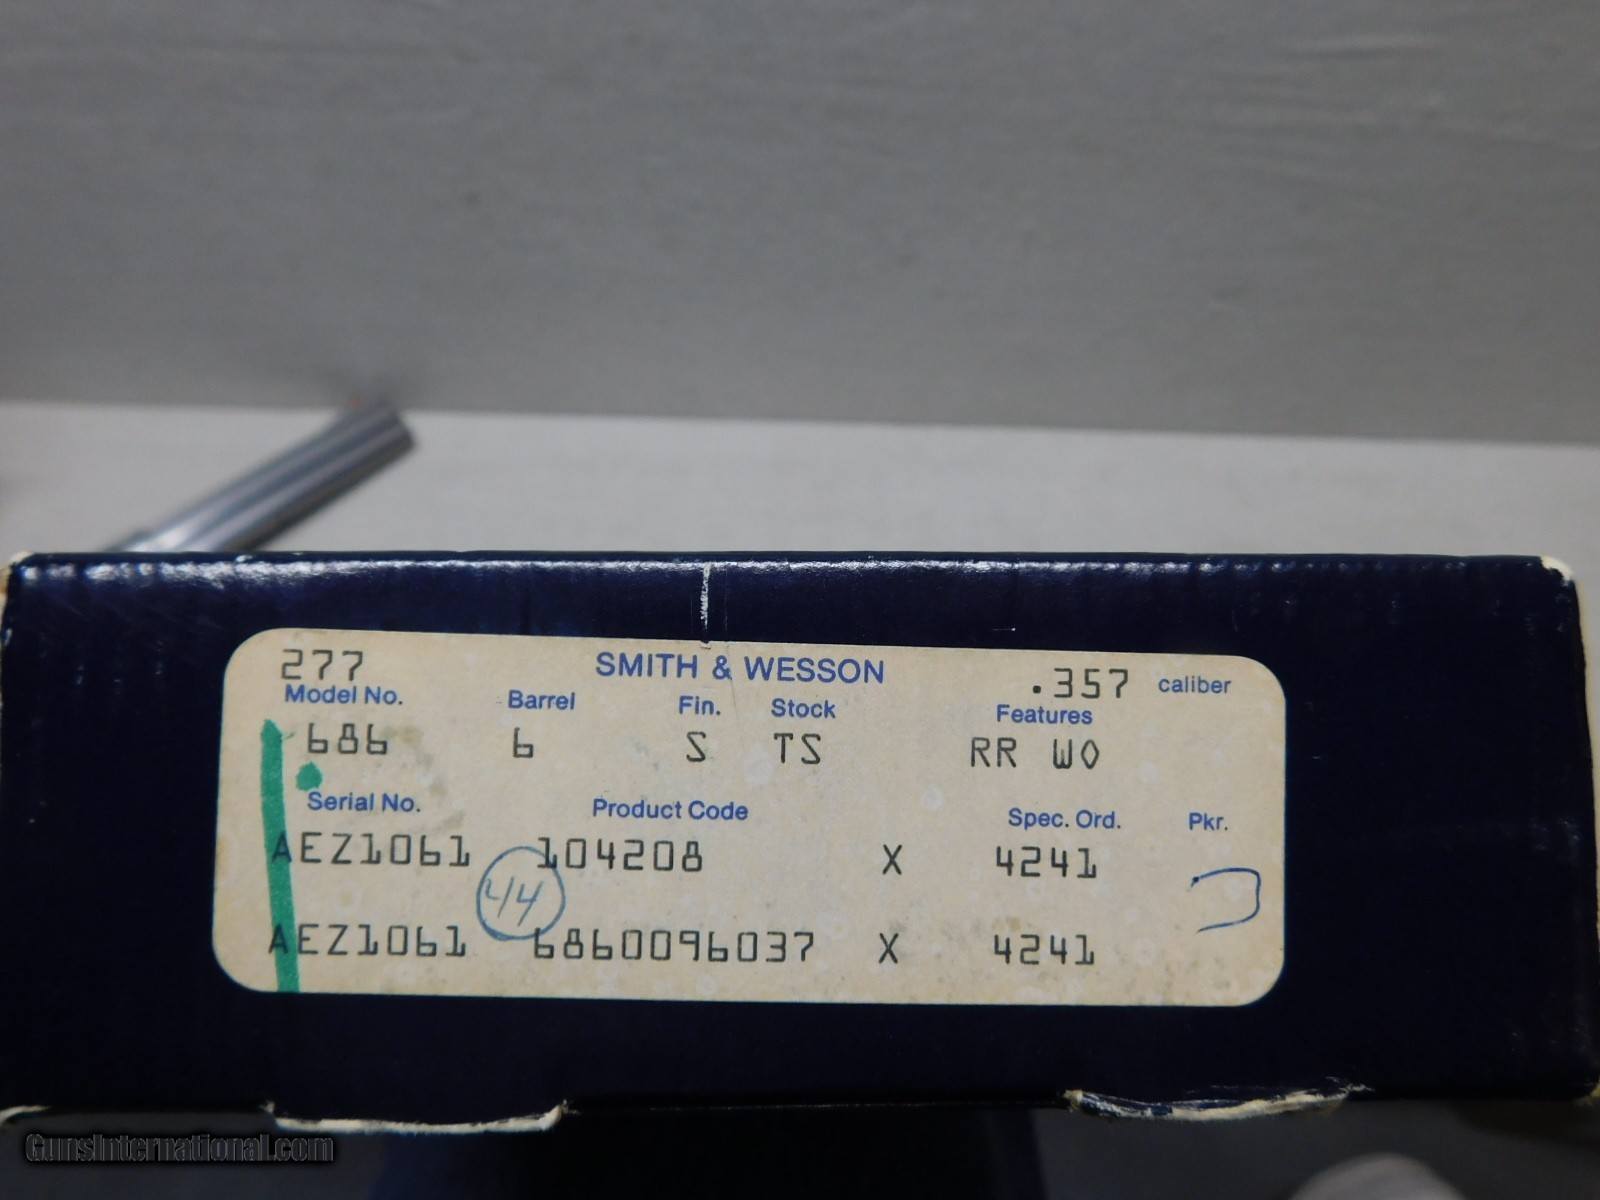 277 SMITH & WESSON .357 caliber
Model No. Barrel Fin. Stock Features
686 6 S TS RR WO
Serial No. Product Code Spec. Ord. Pkr.
AEZ1061 104208 X 4241
44
AEZ1061 6860096037 X 4241
GunsInternational.com